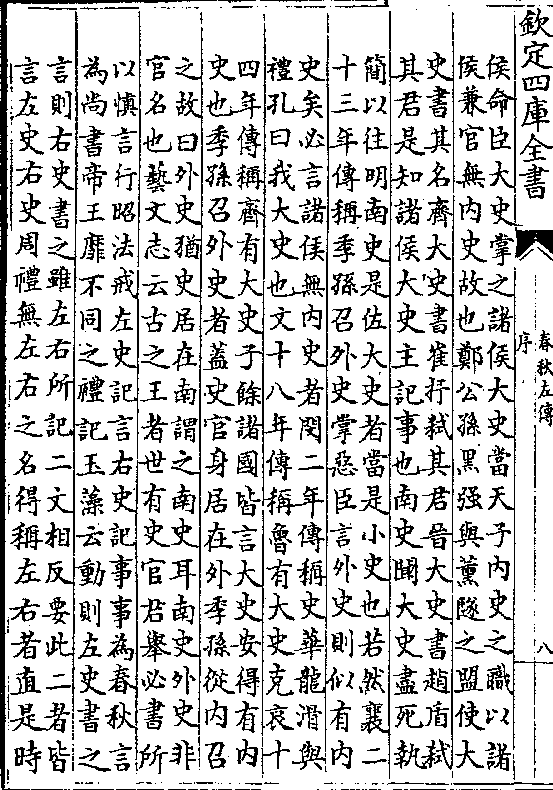 欽定四庫全書
春秋左傳
序
八
侯命臣大史掌之諸侯大史當天子內史之職以諸
侯兼官無內史故也鄭公孫黑强與薰隧之盟使大
史書其名齊大史書崔抒弑其君晉大史書趙盾弑
其君是知諸侯大史主記事也南史聞大史盡死執
簡以往明南史是佐大史者當是小史也若然襄二
十三年傳稱季孫召外史掌惡臣言外史則似有內
史矣必言諸侯無內史者閔二年傳稱史華龍滑與
禮孔曰我大史也文十八年傳稱魯有大史克哀十
四年傳稱齊有大史子餘諸國皆言大史安得有內
史也季孫召外史者蓋史官身居在外季孫從內召
之故曰外史猶史居在南謂之南史耳南史外史非
官名也藝文志云古之王者世有史官君舉必書所
以慎言行昭法戒左史記言右史記事事為春秋言
為尚書帝王靡不同之禮記玉藻云動則左史書之
言則右史書之雖左右所記二文相反要此二者皆
言左史右史周禮無左右之名得稱左右者直是時